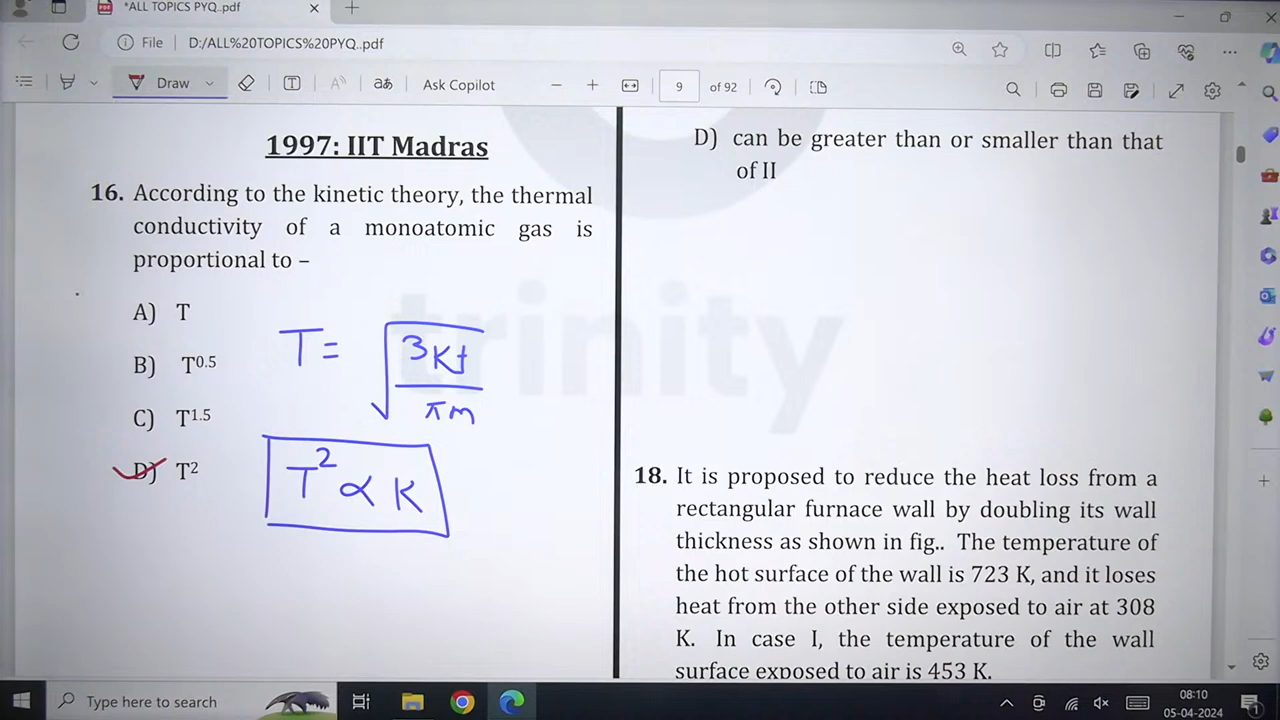 *ALL TOPICS PYQ..pdf
File
D:/ALL%20TOPICS%20PYQ..pdf
Draw
aあ
Ask Copilot
9
of 92
1997: IIT Madras
16. According to the kinetic theory, the thermal
conductivity of a monoatomic gas is
proportional to –
A) T
B) T0.5
C) T1.5
D) T2
T = √3Kt/πm
T2 ∝ K
trinity
D) can be greater than or smaller than that
of II
18. It is proposed to reduce the heat loss from a
rectangular furnace wall by doubling its wall
thickness as shown in fig.. The temperature of
the hot surface of the wall is 723 K, and it loses
heat from the other side exposed to air at 308
K. In case I, the temperature of the wall
surface exposed to air is 453 K.
Type here to search
08:10
05-04-2024